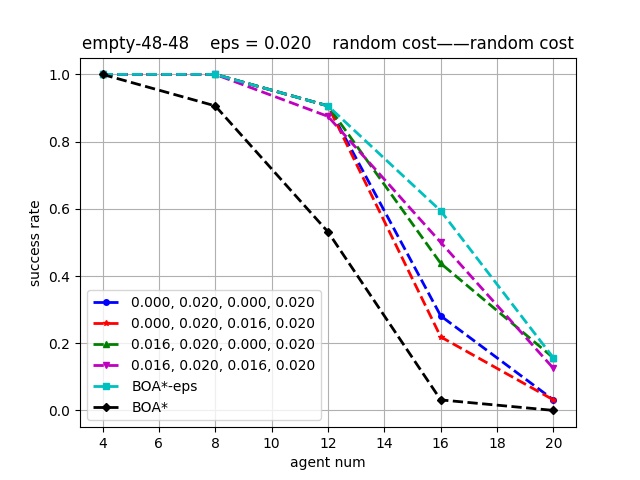 empty-48-48    eps = 0.020    random cost——random cost
success rate
1.0
0.8
0.6
0.4
0.2
0.0
0.000, 0.020, 0.000, 0.020
0.000, 0.020, 0.016, 0.020
0.016, 0.020, 0.000, 0.020
0.016, 0.020, 0.016, 0.020
BOA*-eps
BOA*
4 6 8 10 12 14 16 18 20
agent num